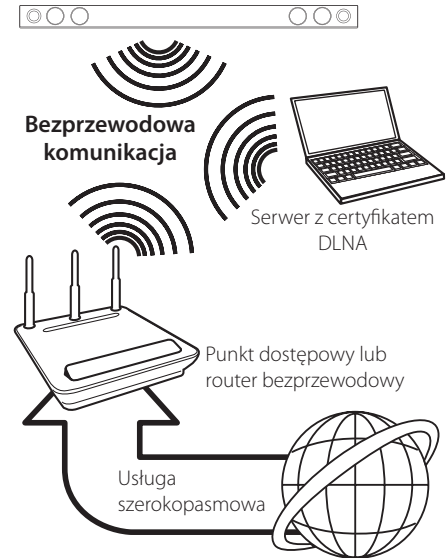 Bezprzewodowa
komunikacja
Serwer z certyfikatem
DLNA
Punkt dostępowy lub
router bezprzewodowy
Usługa
szerokopasmowa